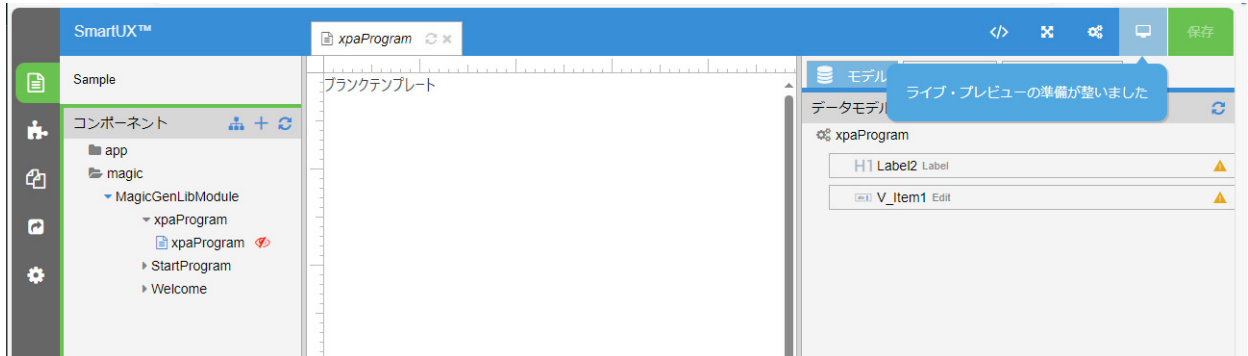 SmartUX™
xpaProgram
</>
保存
Sample
コンポーネント
app
magic
MagicGenLibModule
xpaProgram
xpaProgram
StartProgram
Welcome
ブランクテンプレート
モデル
ライブ・プレビューの準備が整いました
データモデル
xpaProgram
H1 Label2 Label
V_Item1 Edit